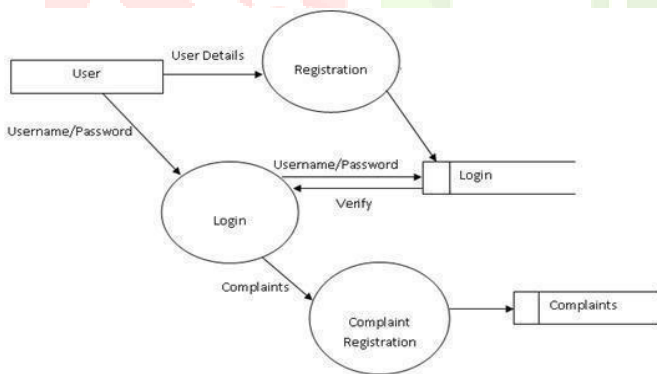 User Details
Registration
User
Username/Password
Username/Password
Login
Verify
Login
Complaints
Complaints
Complaint
Registration